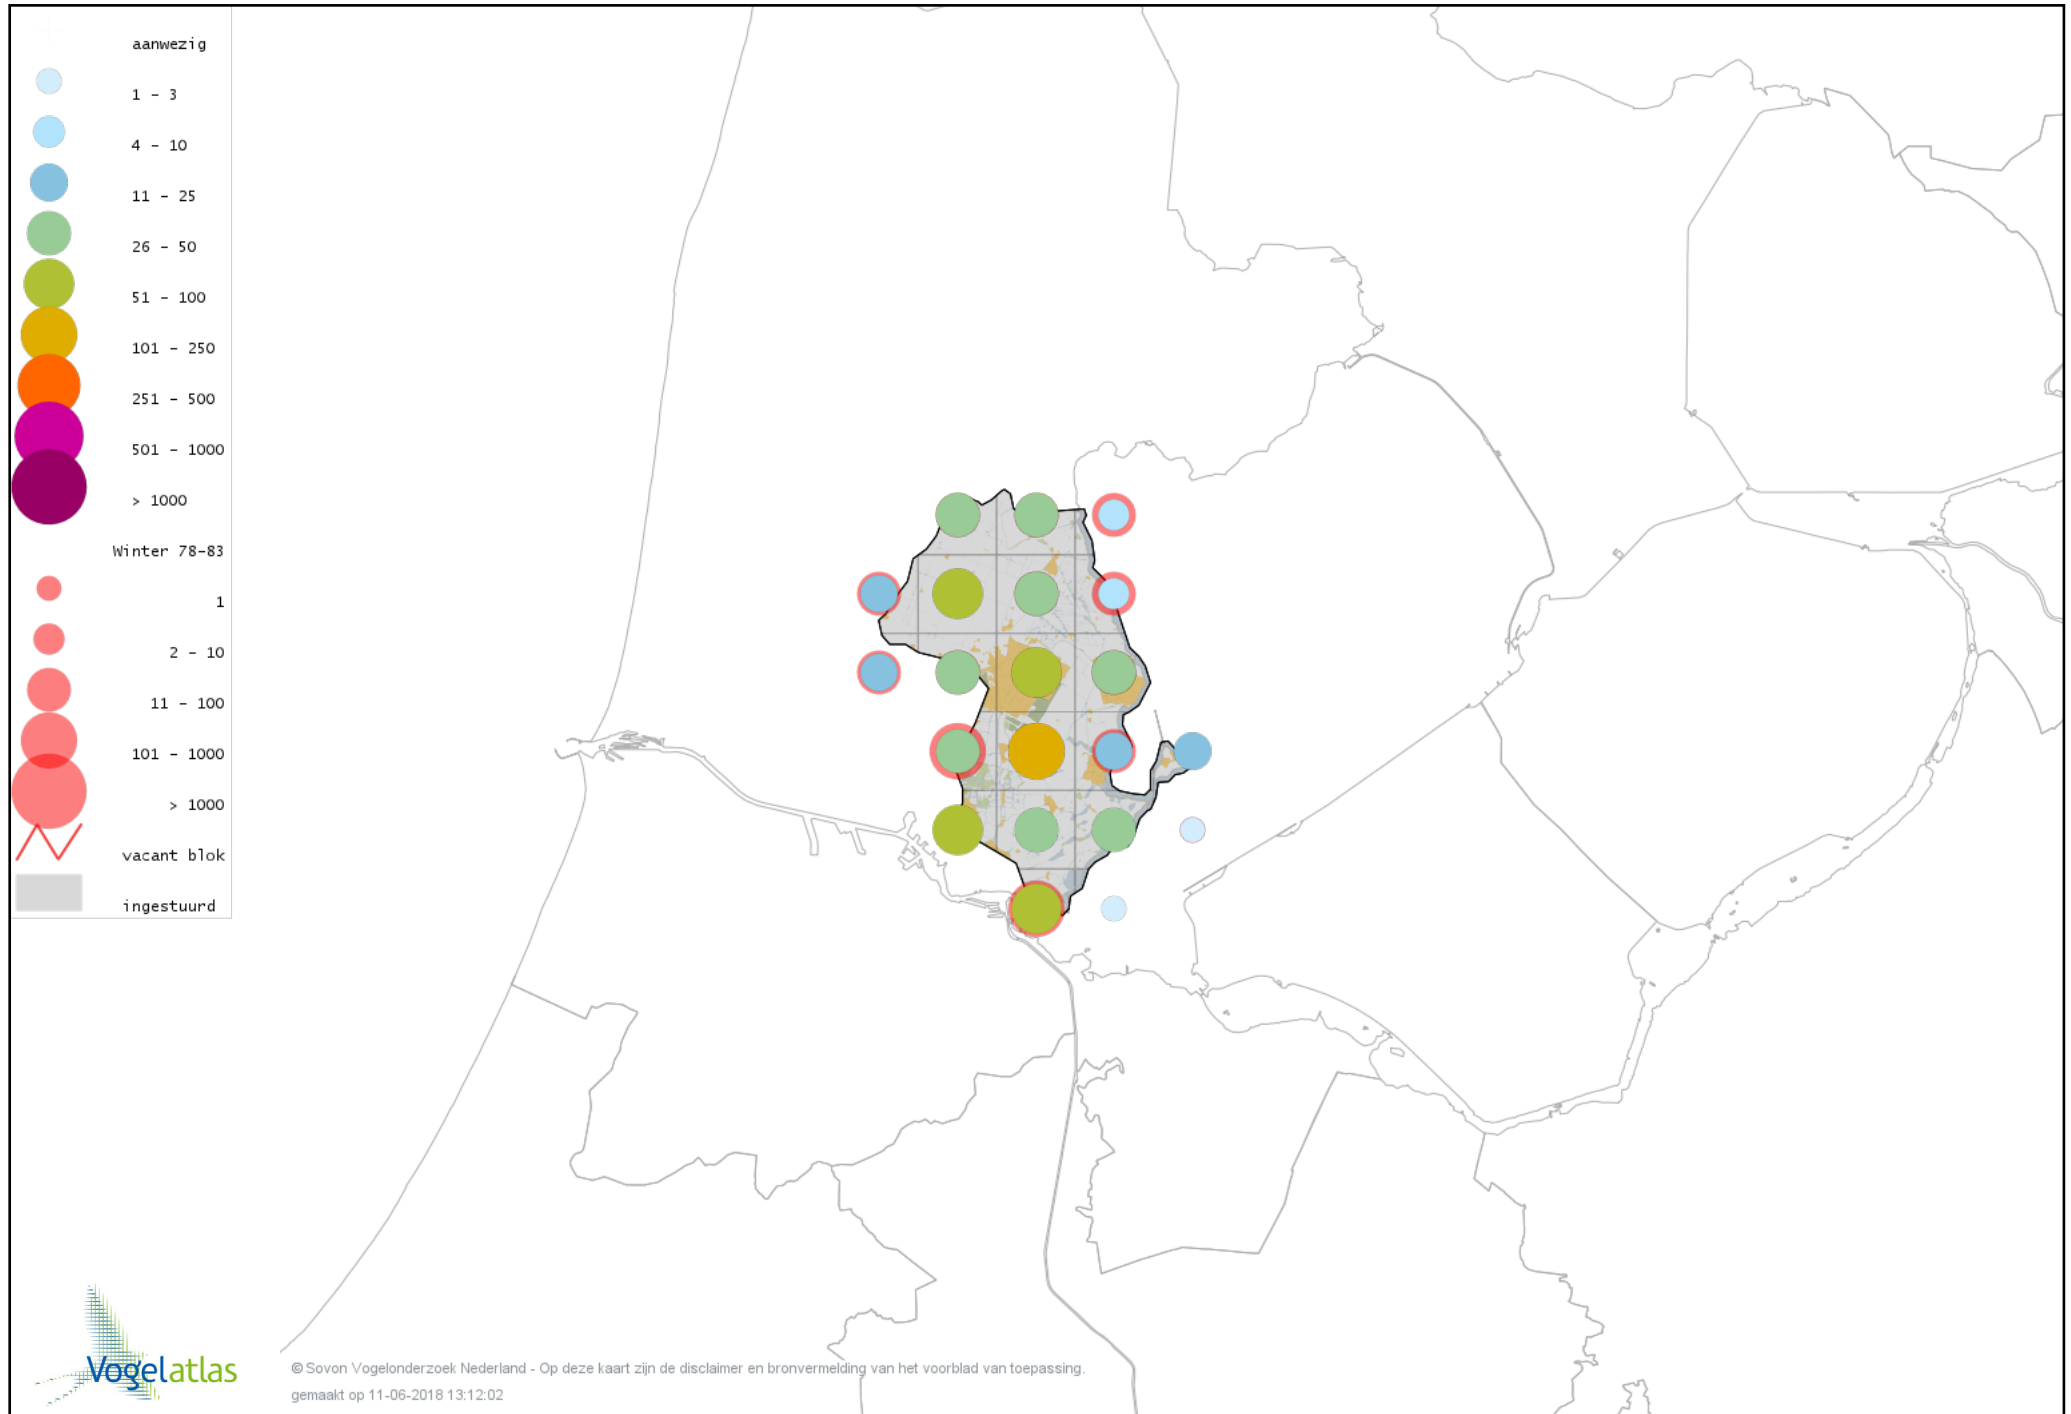 aanwezig
1 - 3
4 - 10
11 - 25
26 - 50
51 - 100
101 - 250
251 - 500
501 - 1000
> 1000
Winter 78-83
1
2 - 10
11 - 100
101 - 1000
> 1000
vacant blok
ingestuurd
Vogelatlas
© Sovon Vogelonderzoek Nederland - Op deze kaart zijn de disclaimer en bronvermelding van het voorblad van toepassing.
gemaakt op 11-06-2018 13:12:02